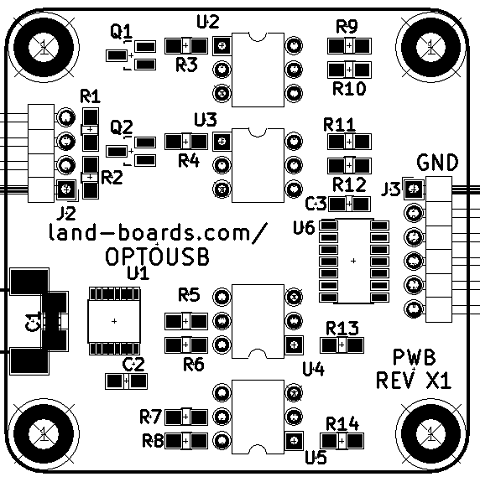 U2
Q1
R9
R3
R10
R1
U3
R11
Q2
R4
GND
R2
R12
J3
J2
C3
land-boards.com/
U6
OPTOUSB
U1
R5
C1
R13
R6
C2
U4
PWB
REV X1
R7
R14
R8
U5